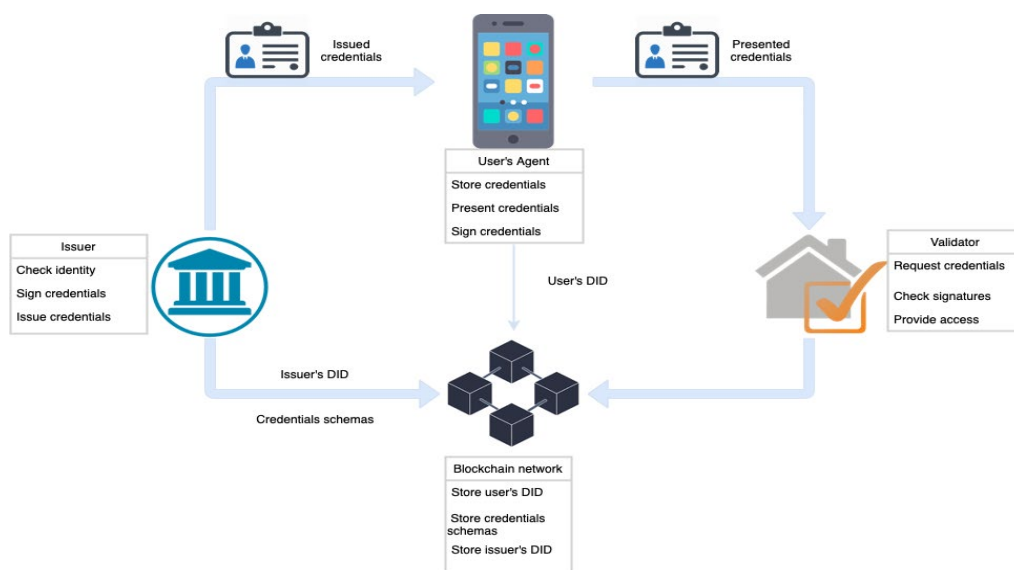 Issued
credentials
Presented
credentials
User's Agent
Store credentials
Present credentials
Sign credentials
Issuer
Check identity
Sign credentials
Issue credentials
Validator
Request credentials
Check signatures
Provide access
User's DID
Issuer's DID
Credentials schemas
Blockchain network
Store user's DID
Store credentials
schemas
Store issuer's DID